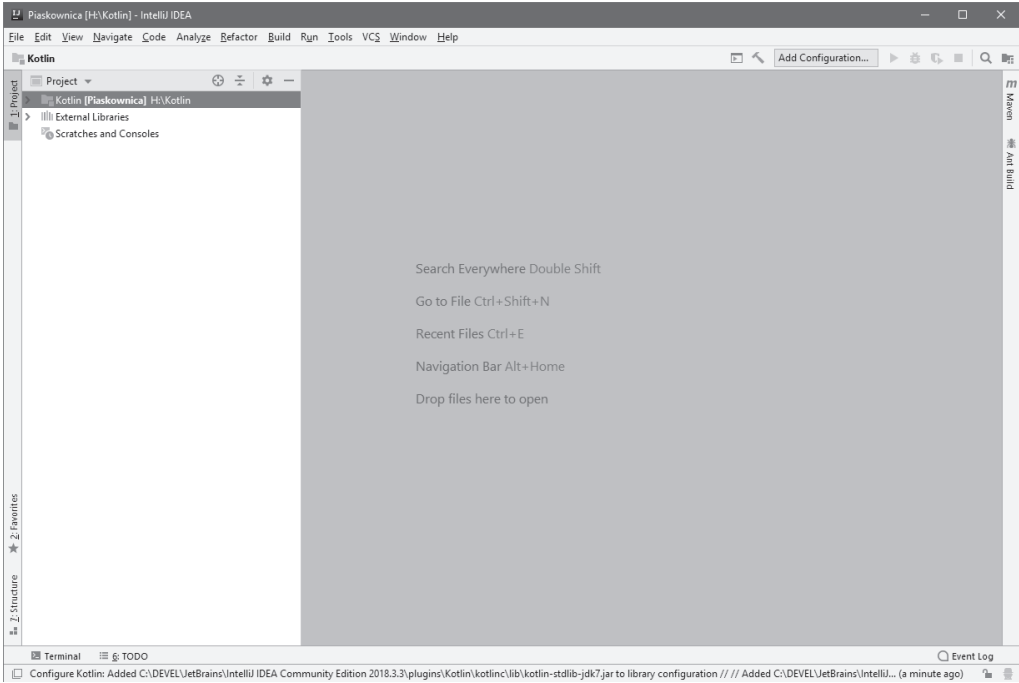 Piaskownica [H:\Kotlin] - IntelliJ IDEA
File Edit View Navigate Code Analyze Refactor Build Run Tools VCS Window Help
Kotlin
Add Configuration...
1: Project
Project
Kotlin [Piaskownica] H:\Kotlin
External Libraries
Scratches and Consoles
m Maven
Ant Build
Search Everywhere Double Shift
Go to File Ctrl+Shift+N
Recent Files Ctrl+E
Navigation Bar Alt+Home
Drop files here to open
2: Favorites
7: Structure
Terminal 6: TODO
Event Log
Configure Kotlin: Added C:\DEVEL\JetBrains\IntelliJ IDEA Community Edition 2018.3.3\plugins\Kotlin\kotlinc\lib\kotlin-stdlib-jdk7.jar to library configuration // // Added C:\DEVEL\JetBrains\IntelliJ... (a minute ago)